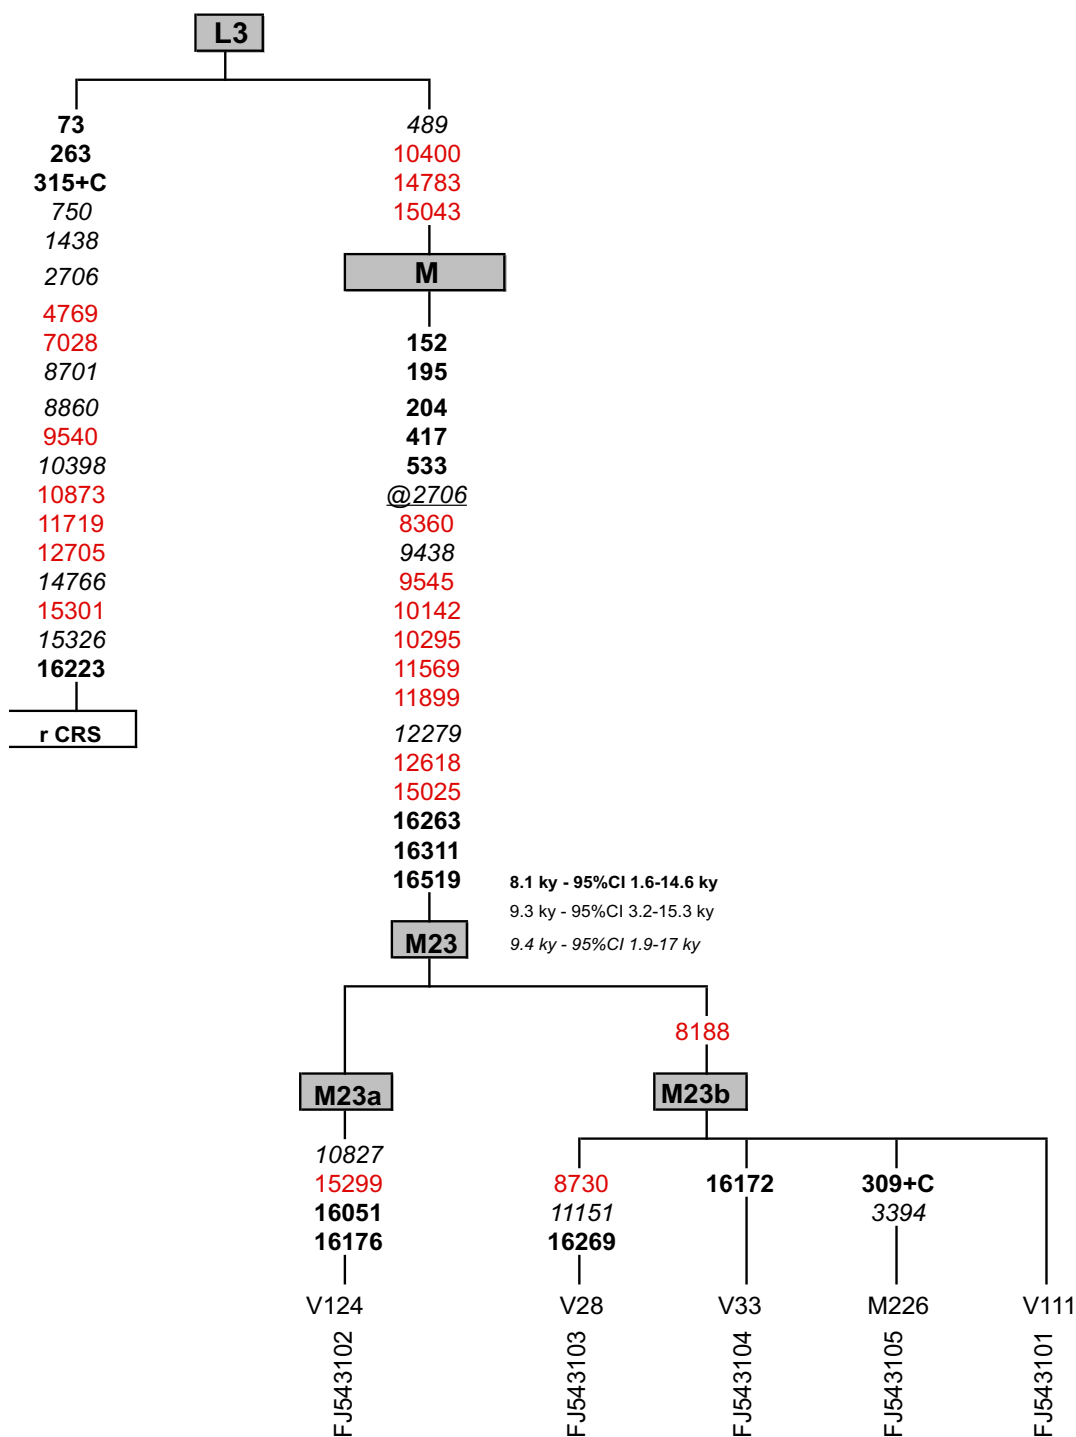 L3
73
263
315+C
750
1438
2706
4769
7028
8701
8860
9540
10398
10873
11719
12705
14766
15301
15326
16223
r CRS
489
10400
14783
15043
M
152
195
204
417
533
@2706
8360
9438
9545
10142
10295
11569
11899
12279
12618
15025
16263
16311
16519
8.1 ky - 95%CI 1.6-14.6 ky
9.3 ky - 95%CI 3.2-15.3 ky
9.4 ky - 95%CI 1.9-17 ky
M23
8188
M23a
M23b
10827
15299
16051
16176
V124
FJ543102
8730
11151
16269
V28
FJ543103
16172
V33
FJ543104
309+C
3394
M226
FJ543105
V111
FJ543101